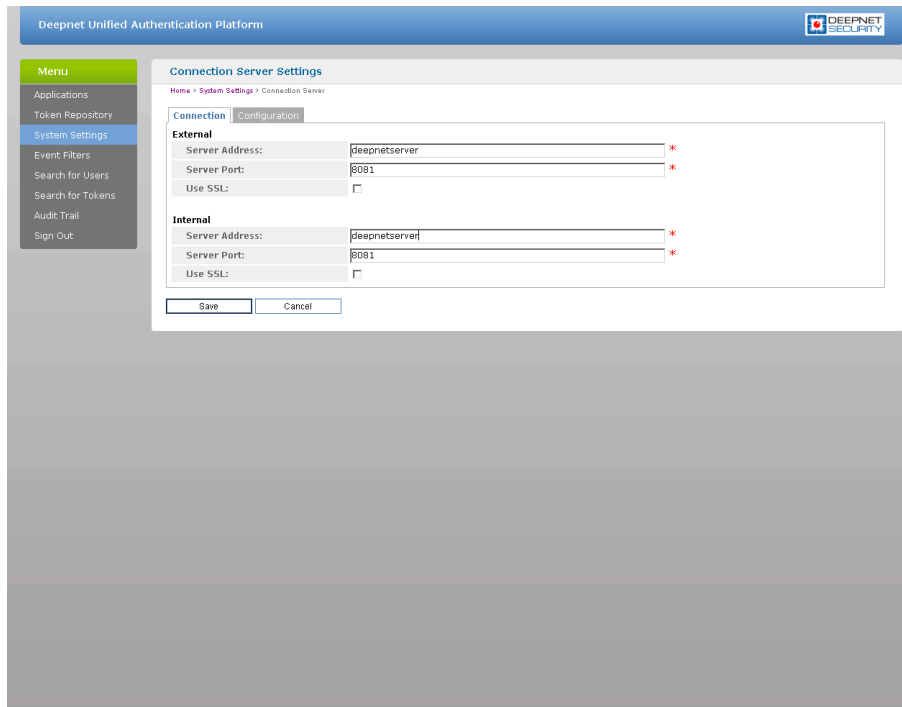 Deepnet Unified Authentication Platform
DEEPNET
SECURITY
Menu
Applications
Token Repository
System Settings
Event Filters
Search for Users
Search for Tokens
Audit Trail
Sign Out
Connection Server Settings
Home > System Settings > Connection Server
Connection Configuration
External
Server Address: deepnetserver *
Server Port: 8081 *
Use SSL:
Internal
Server Address: deepnetserver *
Server Port: 8081 *
Use SSL:
Save Cancel